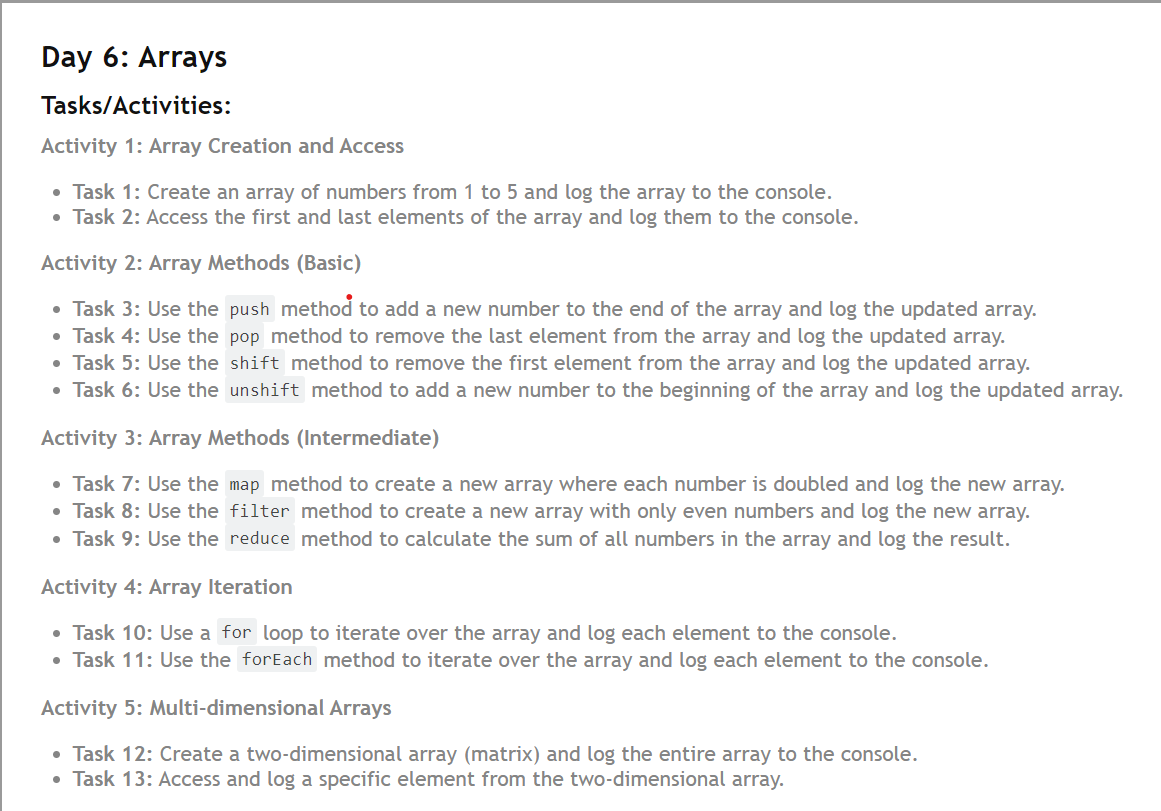 Day 6: Arrays
Tasks/Activities:
Activity 1: Array Creation and Access
• Task 1: Create an array of numbers from 1 to 5 and log the array to the console.
• Task 2: Access the first and last elements of the array and log them to the console.
Activity 2: Array Methods (Basic)
• Task 3: Use the push method to add a new number to the end of the array and log the updated array.
• Task 4: Use the pop method to remove the last element from the array and log the updated array.
• Task 5: Use the shift method to remove the first element from the array and log the updated array.
• Task 6: Use the unshift method to add a new number to the beginning of the array and log the updated array.
Activity 3: Array Methods (Intermediate)
• Task 7: Use the map method to create a new array where each number is doubled and log the new array.
• Task 8: Use the filter method to create a new array with only even numbers and log the new array.
• Task 9: Use the reduce method to calculate the sum of all numbers in the array and log the result.
Activity 4: Array Iteration
• Task 10: Use a for loop to iterate over the array and log each element to the console.
• Task 11: Use the forEach method to iterate over the array and log each element to the console.
Activity 5: Multi-dimensional Arrays
• Task 12: Create a two-dimensional array (matrix) and log the entire array to the console.
• Task 13: Access and log a specific element from the two-dimensional array.